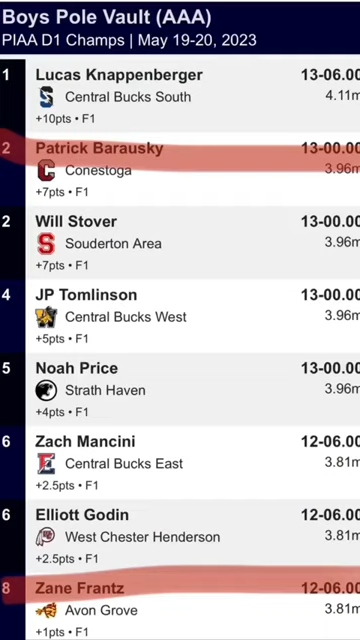 Boys Pole Vault (AAA)
PIAA D1 Champs | May 19-20, 2023
1 Lucas Knappenberger 13-06.00
Central Bucks South 4.11m
+10pts • F1
2 Patrick Barausky 13-00.00
Conestoga 3.96m
+7pts • F1
2 Will Stover 13-00.00
Souderton Area 3.96m
+7pts • F1
4 JP Tomlinson 13-00.00
Central Bucks West 3.96m
+5pts • F1
5 Noah Price 13-00.00
Strath Haven 3.96m
+4pts • F1
6 Zach Mancini 12-06.00
Central Bucks East 3.81m
+2.5pts • F1
6 Elliott Godin 12-06.00
West Chester Henderson 3.81m
+2.5pts • F1
8 Zane Frantz 12-06.00
Avon Grove 3.81m
+1pts • F1